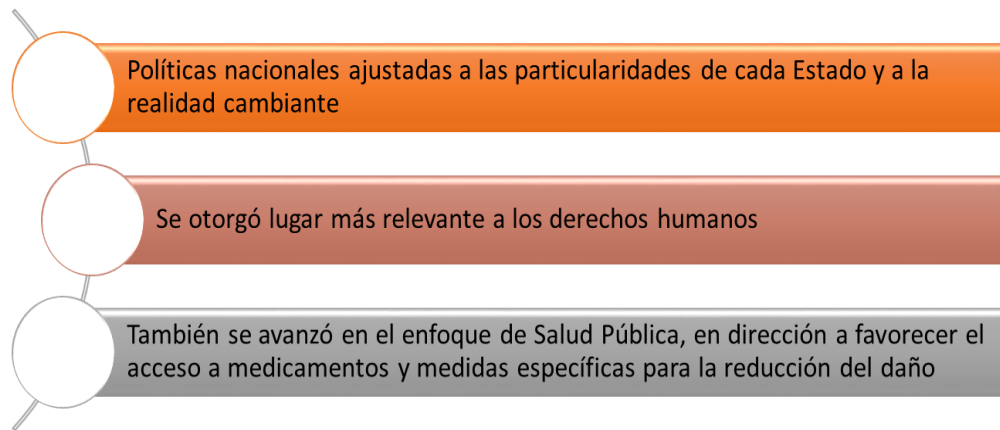 Políticas nacionales ajustadas a las particularidades de cada Estado y a la
realidad cambiante
Se otorgó lugar más relevante a los derechos humanos
También se avanzó en el enfoque de Salud Pública, en dirección a favorecer el
acceso a medicamentos y medidas específicas para la reducción del daño